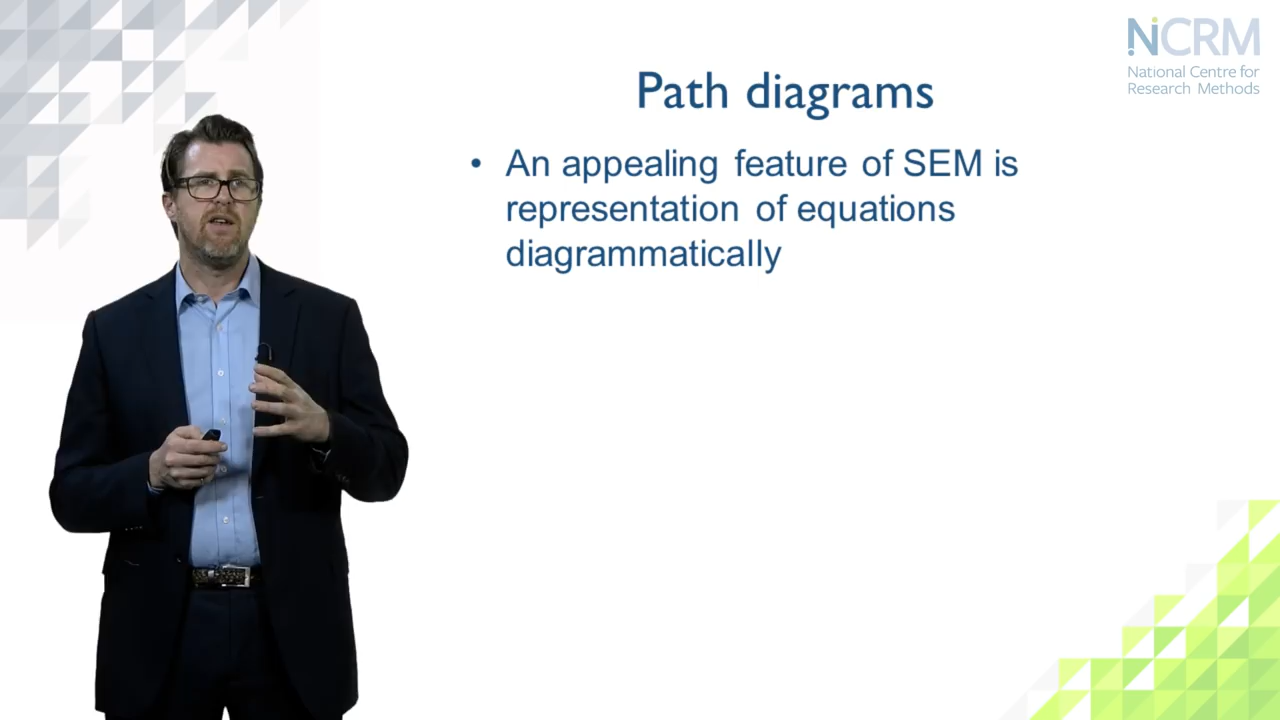 NCRM
National Centre for
Research Methods
Path diagrams
• An appealing feature of SEM is
representation of equations
diagrammatically